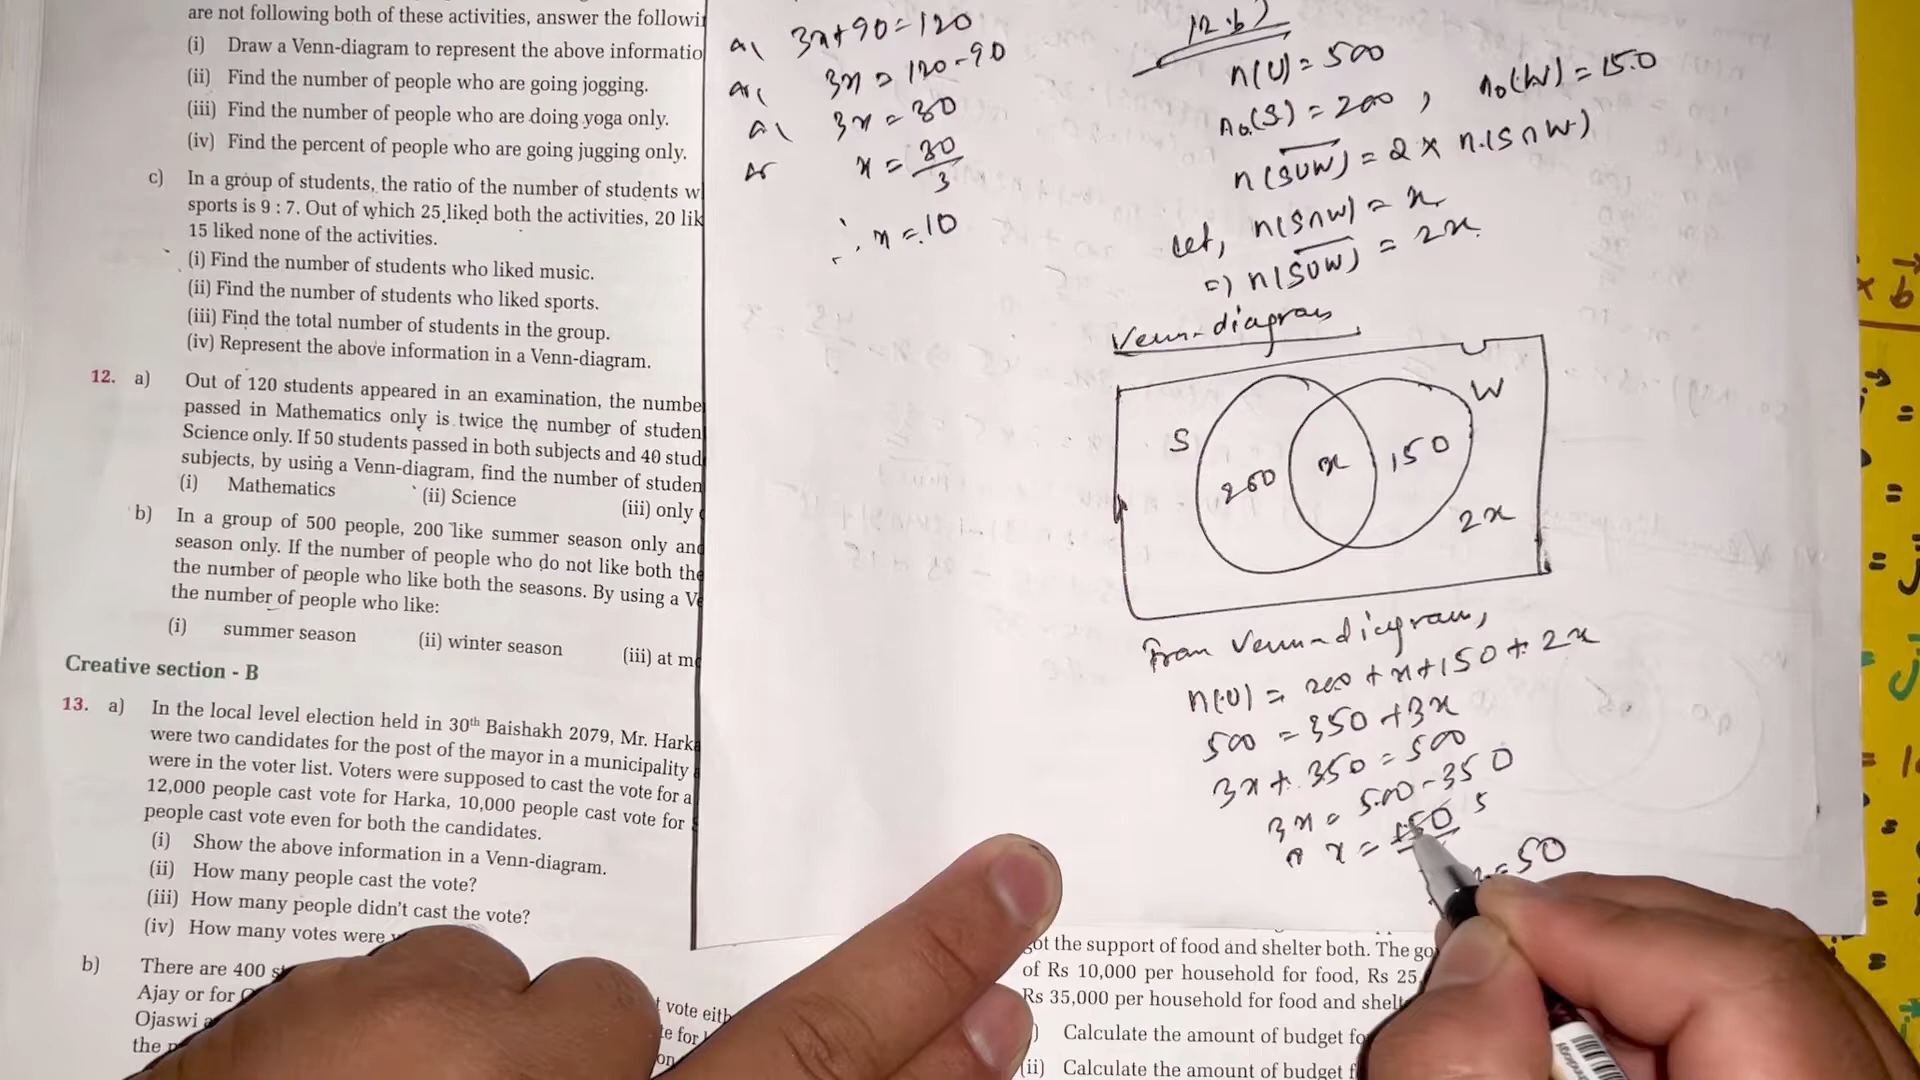 are not following both of these activities, answer the followi
(i) Draw a Venn-diagram to represent the above informatio
(ii) Find the number of people who are going jogging.
(iii) Find the number of people who are doing yoga only.
(iv) Find the percent of people who are going jugging only.
c) In a group of students, the ratio of the number of students w
sports is 9 : 7. Out of which 25 liked both the activities, 20 lik
15 liked none of the activities.
(i) Find the number of students who liked music.
(ii) Find the number of students who liked sports.
(iii) Find the total number of students in the group.
(iv) Represent the above information in a Venn-diagram.
12. a) Out of 120 students appeared in an examination, the numbe
passed in Mathematics only is twice the number of studen
Science only. If 50 students passed in both subjects and 40 stud
subjects, by using a Venn-diagram, find the number of studen
(i) Mathematics (ii) Science (iii) only
b) In a group of 500 people, 200 like summer season only and
season only. If the number of people who do not like both the
the number of people who like both the seasons. By using a Ve
the number of people who like:
(i) summer season (ii) winter season (iii) at mo
Creative section - B
13. a) In the local level election held in 30th Baishakh 2079, Mr. Harka
were two candidates for the post of the mayor in a municipality
were in the voter list. Voters were supposed to cast the vote for a
12,000 people cast vote for Harka, 10,000 people cast vote for
people cast vote even for both the candidates.
(i) Show the above information in a Venn-diagram.
(ii) How many people cast the vote?
(iii) How many people didn't cast the vote?
(iv) How many votes were
b) There are 400 s
Ajay or for
Ojaswi
the
vote eith
te for
on
3x+90=120
3x = 120-90
3x = 30
x = 30/3
∴ x = 10
12.b)
n(U) = 500
n₀(S) = 200 , n₀(W) = 150
n(S∪W)‾ = 2 × n(S∩W)
Let, n(S∩W) = x
=) n(S∪W)‾ = 2x
Venn-diagram
U
S W
200 x 150
2x
From Venn-diagram,
n(U) = 200 + x + 150 + 2x
500 = 350 + 3x
3x + 350 = 500
3x = 500 - 350
x = 150 5
= 50
got the support of food and shelter both. The go
of Rs 10,000 per household for food, Rs 25,
Rs 35,000 per household for food and shelt
) Calculate the amount of budget fo
(ii) Calculate the amount of budget f